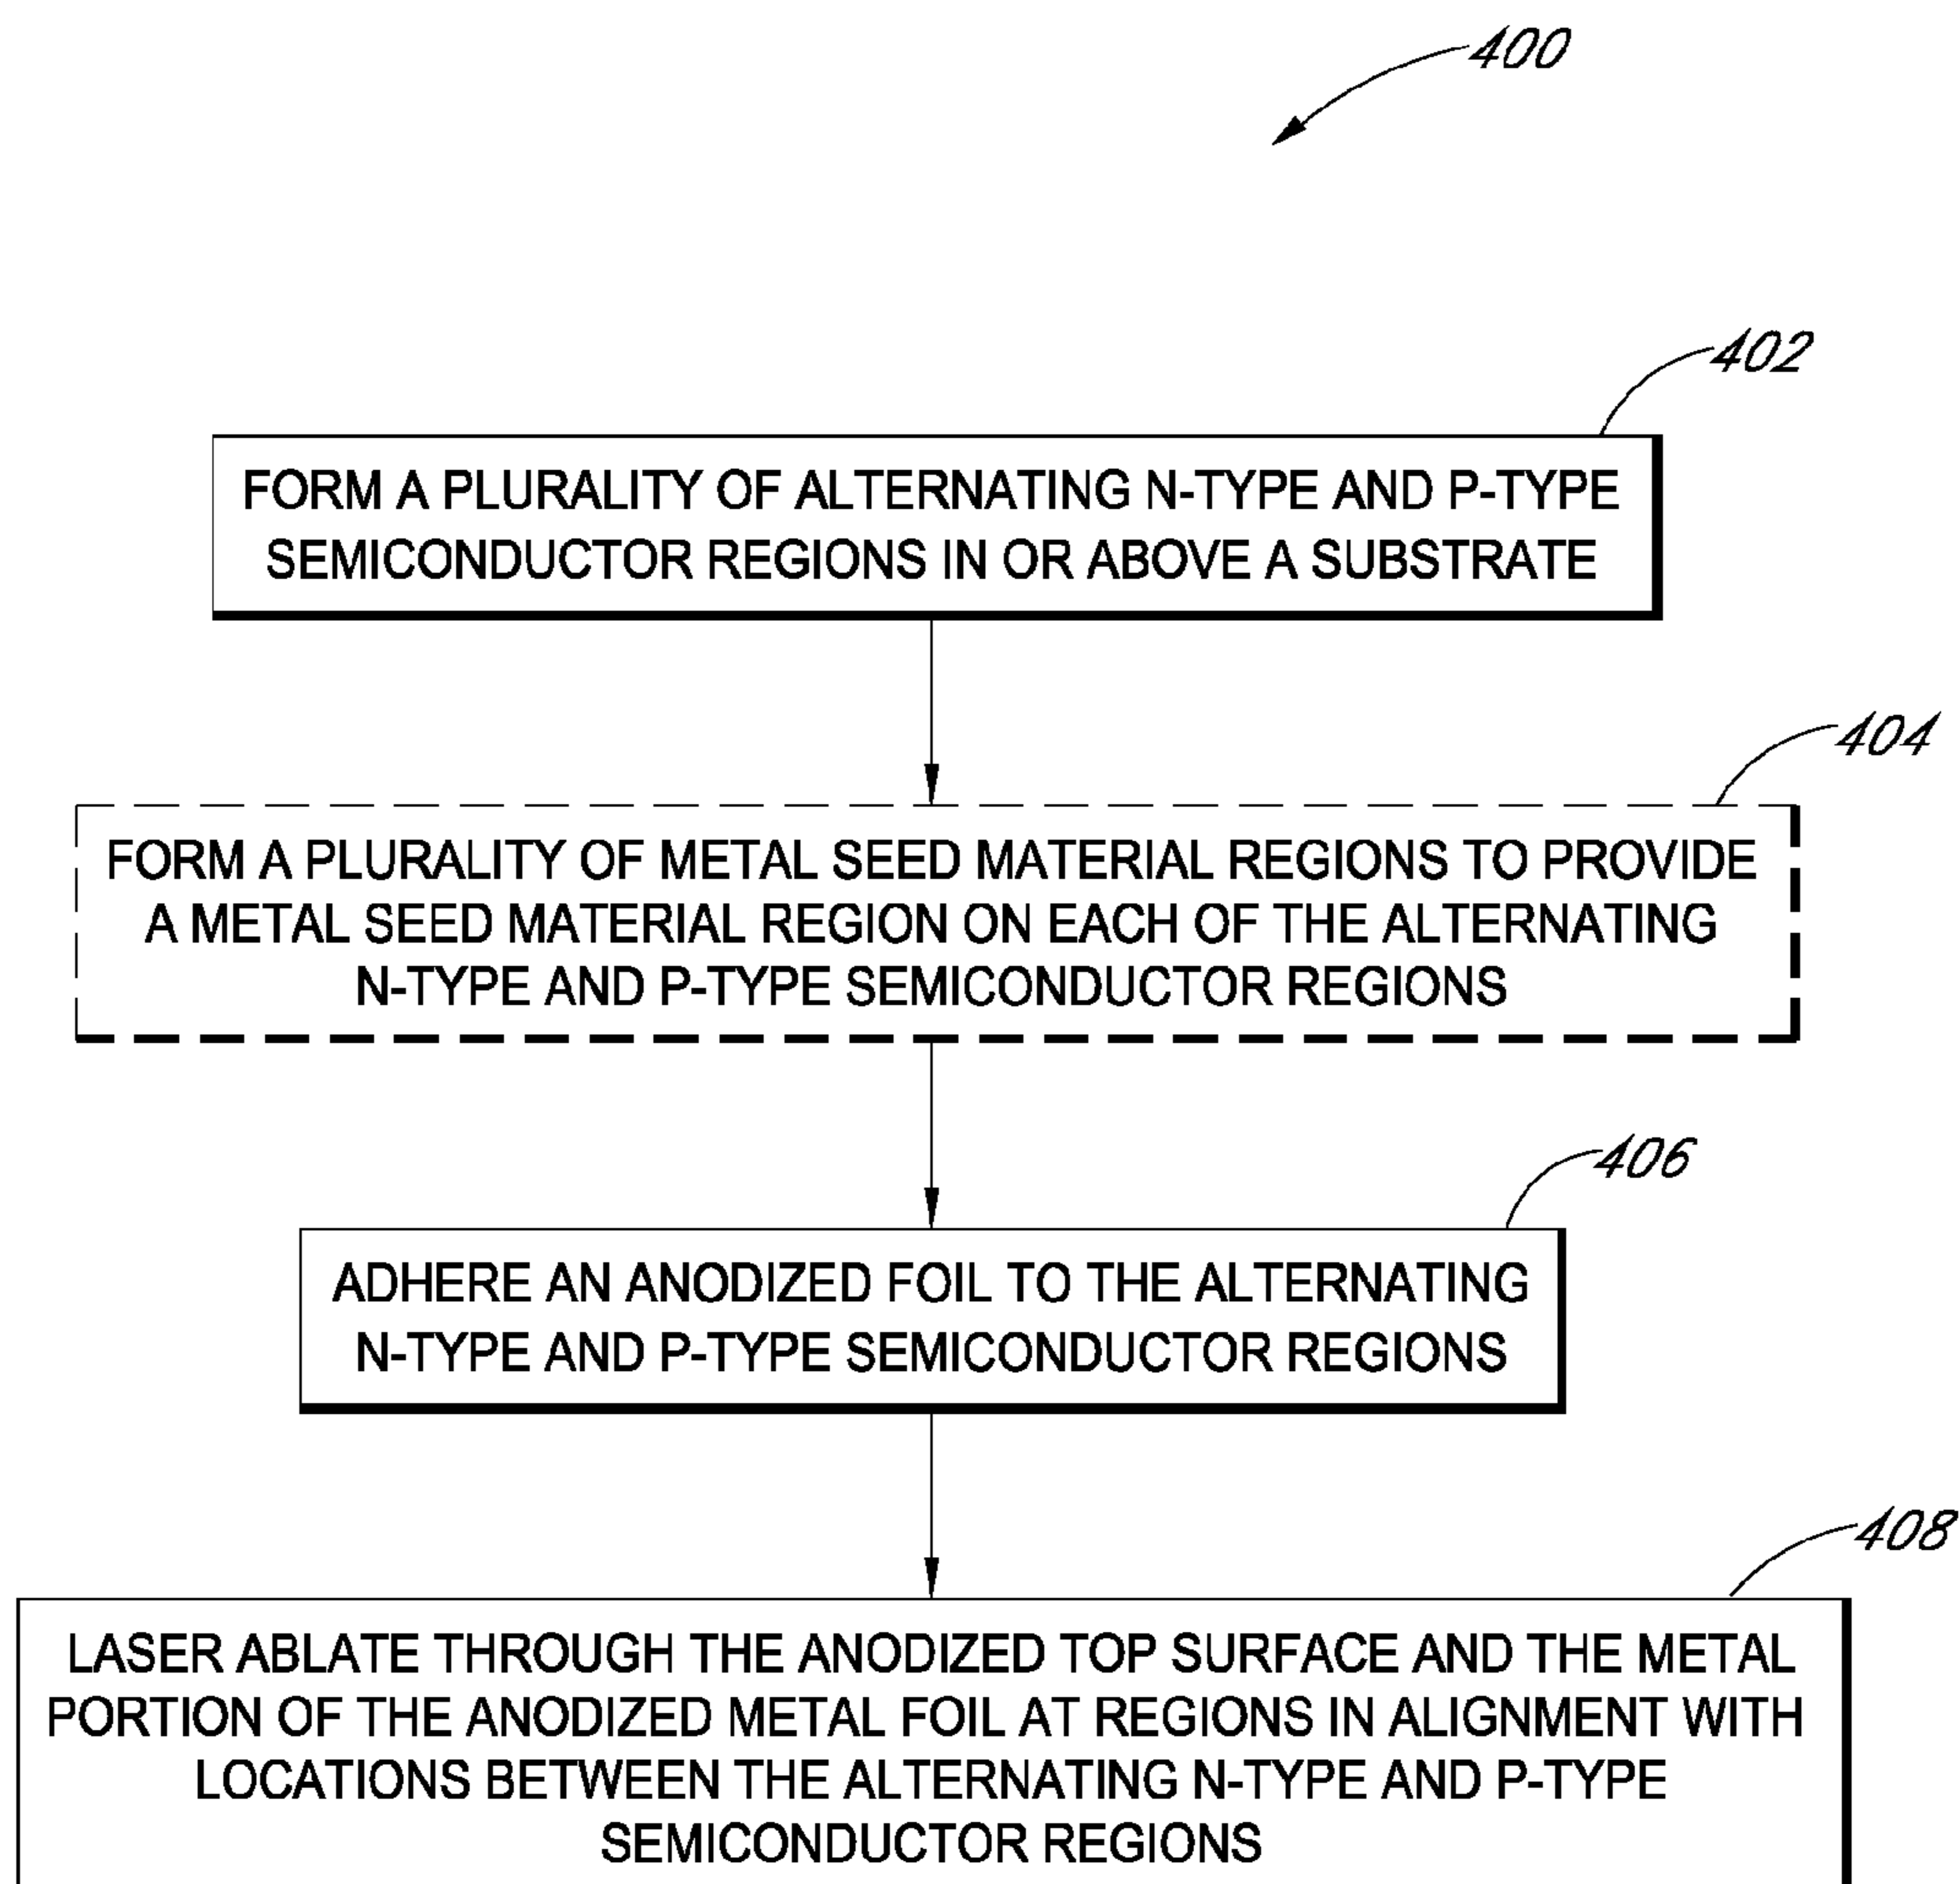 400
402
FORM A PLURALITY OF ALTERNATING N-TYPE AND P-TYPE
SEMICONDUCTOR REGIONS IN OR ABOVE A SUBSTRATE
404
FORM A PLURALITY OF METAL SEED MATERIAL REGIONS TO PROVIDE
A METAL SEED MATERIAL REGION ON EACH OF THE ALTERNATING
N-TYPE AND P-TYPE SEMICONDUCTOR REGIONS
406
ADHERE AN ANODIZED FOIL TO THE ALTERNATING
N-TYPE AND P-TYPE SEMICONDUCTOR REGIONS
408
LASER ABLATE THROUGH THE ANODIZED TOP SURFACE AND THE METAL
PORTION OF THE ANODIZED METAL FOIL AT REGIONS IN ALIGNMENT WITH
LOCATIONS BETWEEN THE ALTERNATING N-TYPE AND P-TYPE
SEMICONDUCTOR REGIONS